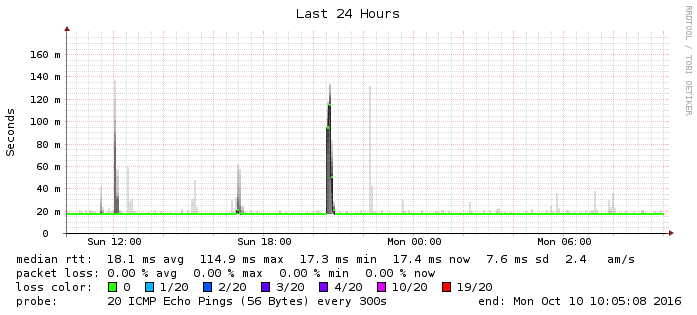 Last 24 Hours
RRDTOOL / TOBI OETIKER
Seconds
160 m
140 m
120 m
100 m
80 m
60 m
40 m
20 m
0
Sun 12:00 Sun 18:00 Mon 00:00 Mon 06:00
median rtt: 18.1 ms avg 114.9 ms max 17.3 ms min 17.4 ms now 7.6 ms sd 2.4 am/s
packet loss: 0.00 % avg 0.00 % max 0.00 % min 0.00 % now
loss color: 0 1/20 2/20 3/20 4/20 10/20 19/20
probe: 20 ICMP Echo Pings (56 Bytes) every 300s end: Mon Oct 10 10:05:08 2016